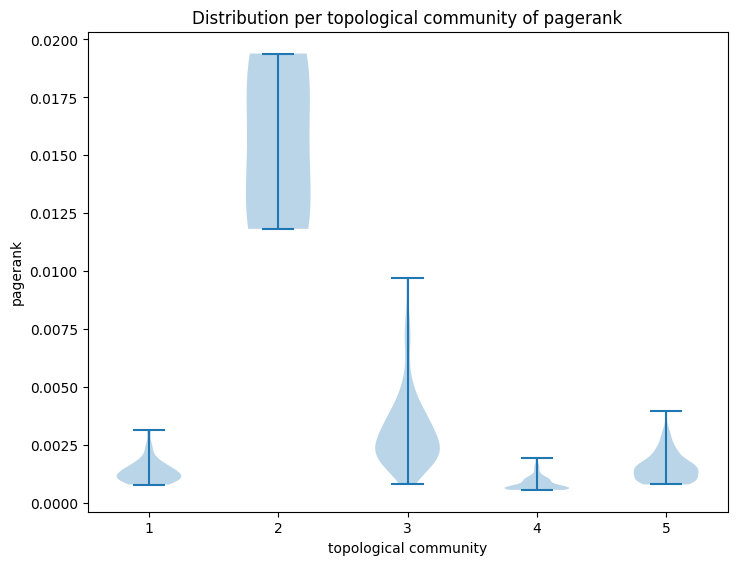 Distribution per topological community of pagerank
0.0200
0.0175
0.0150
0.0125
0.0100
0.0075
0.0050
0.0025
0.0000
pagerank
1 2 3 4 5
topological community